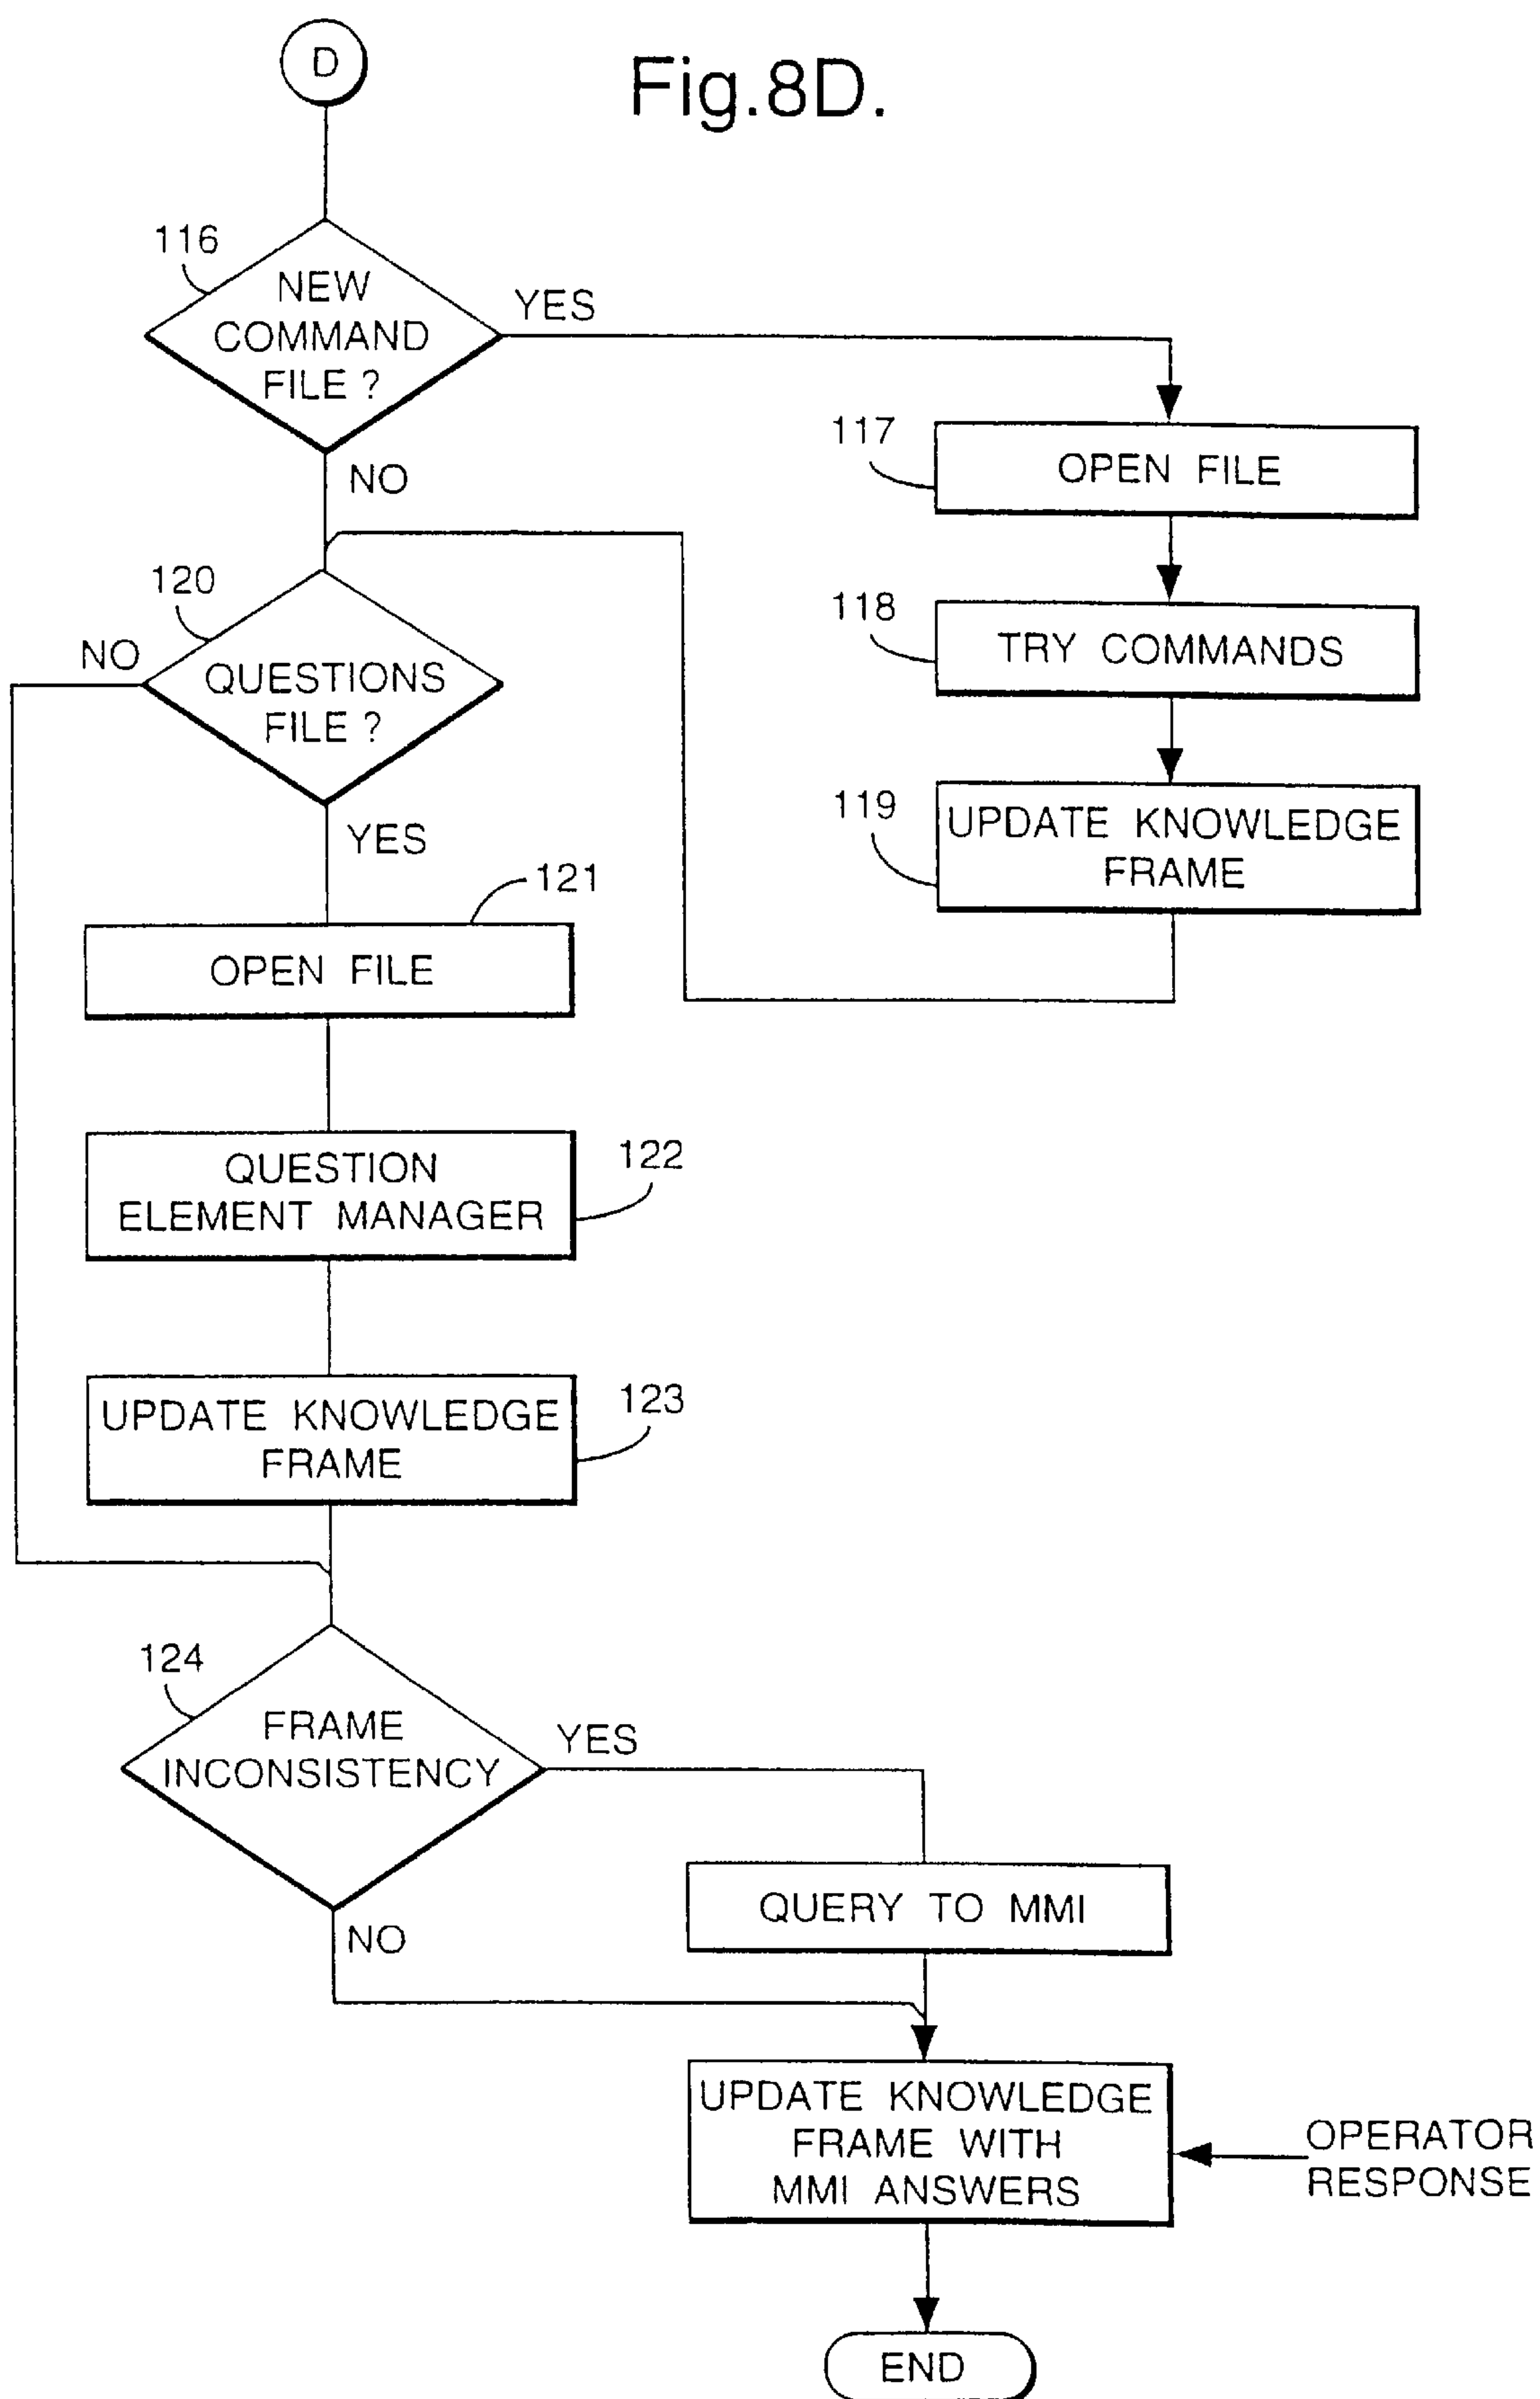 D
Fig.8D.
116
NEW
COMMAND
FILE ?
YES
NO
117
OPEN FILE
118
TRY COMMANDS
119
UPDATE KNOWLEDGE
FRAME
120
NO
QUESTIONS
FILE ?
YES
121
OPEN FILE
122
QUESTION
ELEMENT MANAGER
123
UPDATE KNOWLEDGE
FRAME
124
FRAME
INCONSISTENCY
YES
NO
QUERY TO MMI
UPDATE KNOWLEDGE
FRAME WITH
MMI ANSWERS
OPERATOR
RESPONSE
END